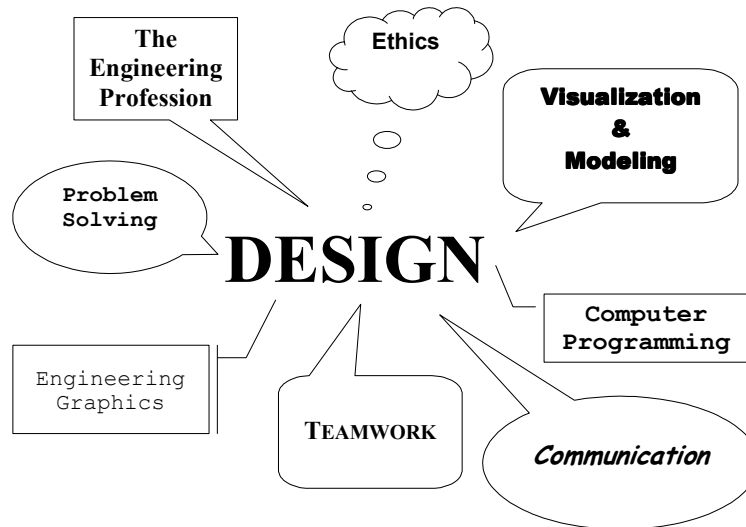 The
Engineering
Profession
Ethics
Visualization
&
Modeling
Problem
Solving
DESIGN
Computer
Programming
Engineering
Graphics
TEAMWORK
Communication